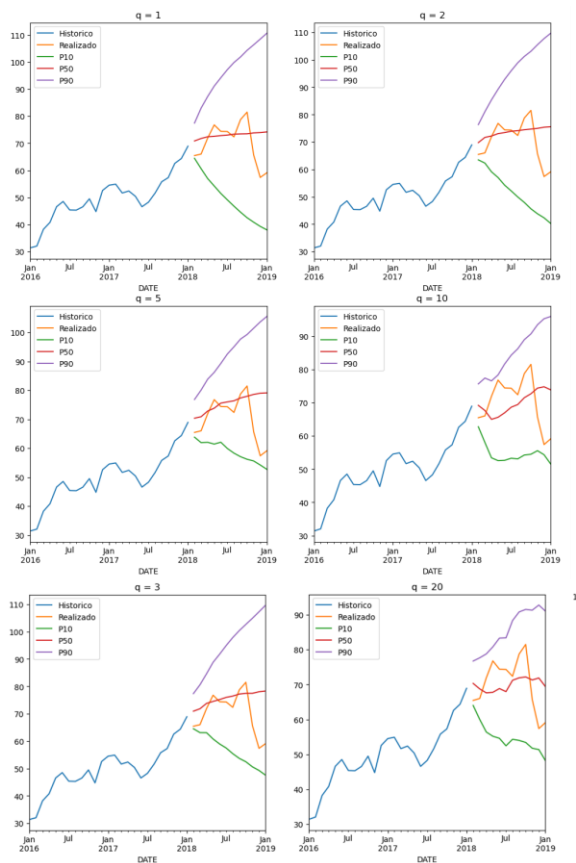 q = 1
110
100
90
80
70
60
50
40
30
Historico
Realizado
P10
P50
P90
Jan
2016
Jul
Jan
2017
Jul
Jan
2018
Jul
Jan
2019
DATE
q = 2
110
100
90
80
70
60
50
40
30
Historico
Realizado
P10
P50
P90
Jan
2016
Jul
Jan
2017
Jul
Jan
2018
Jul
Jan
2019
DATE
q = 5
100
90
80
70
60
50
40
30
Historico
Realizado
P10
P50
P90
Jan
2016
Jul
Jan
2017
Jul
Jan
2018
Jul
Jan
2019
DATE
q = 10
90
80
70
60
50
40
30
Historico
Realizado
P10
P50
P90
Jan
2016
Jul
Jan
2017
Jul
Jan
2018
Jul
Jan
2019
DATE
q = 3
110
100
90
80
70
60
50
40
30
Historico
Realizado
P10
P50
P90
Jan
2016
Jul
Jan
2017
Jul
Jan
2018
Jul
Jan
2019
DATE
q = 20
90
80
70
60
50
40
30
Historico
Realizado
P10
P50
P90
Jan
2016
Jul
Jan
2017
Jul
Jan
2018
Jul
Jan
2019
DATE
1